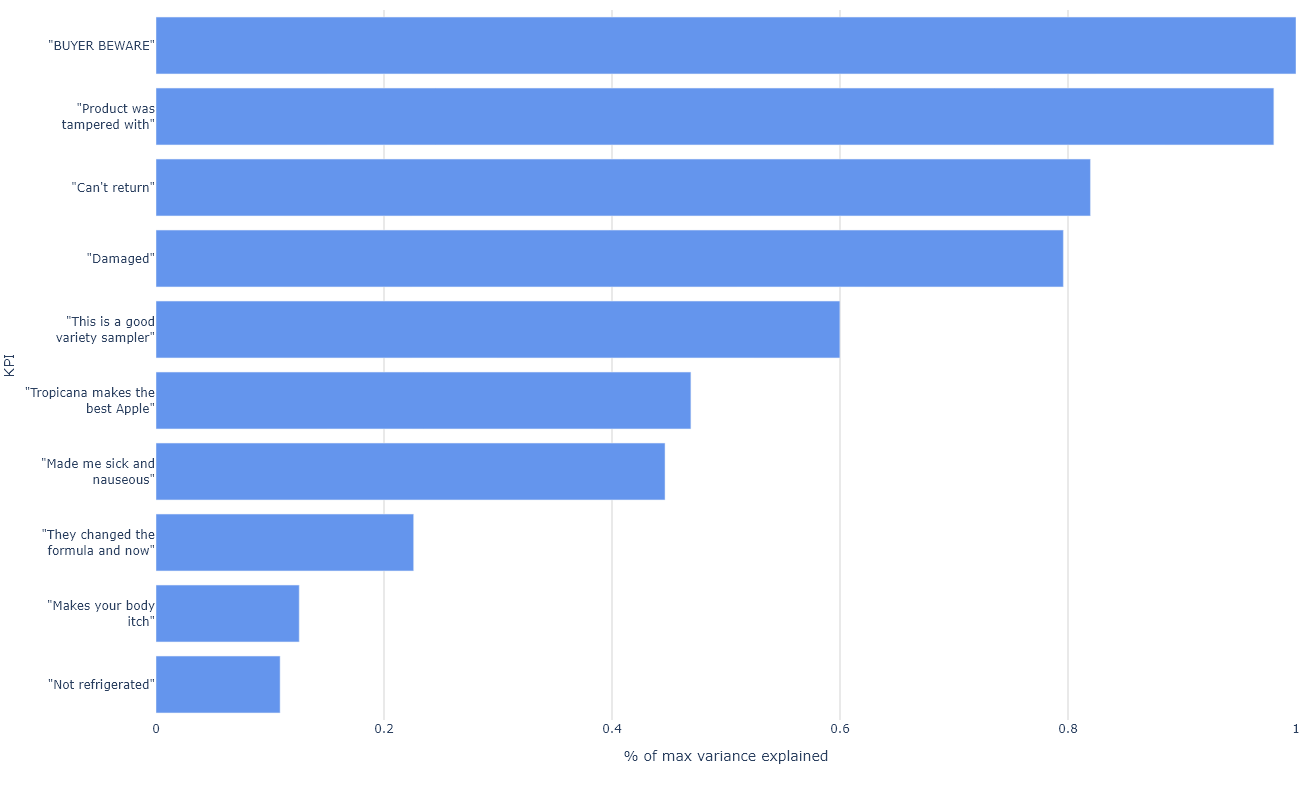 "BUYER BEWARE"
"Product was
tampered with"
"Can't return"
"Damaged"
"This is a good
variety sampler"
KPI
"Tropicana makes the
best Apple"
"Made me sick and
nauseous"
"They changed the
formula and now"
"Makes your body
itch"
"Not refrigerated"
0 0.2 0.4 0.6 0.8 1
% of max variance explained